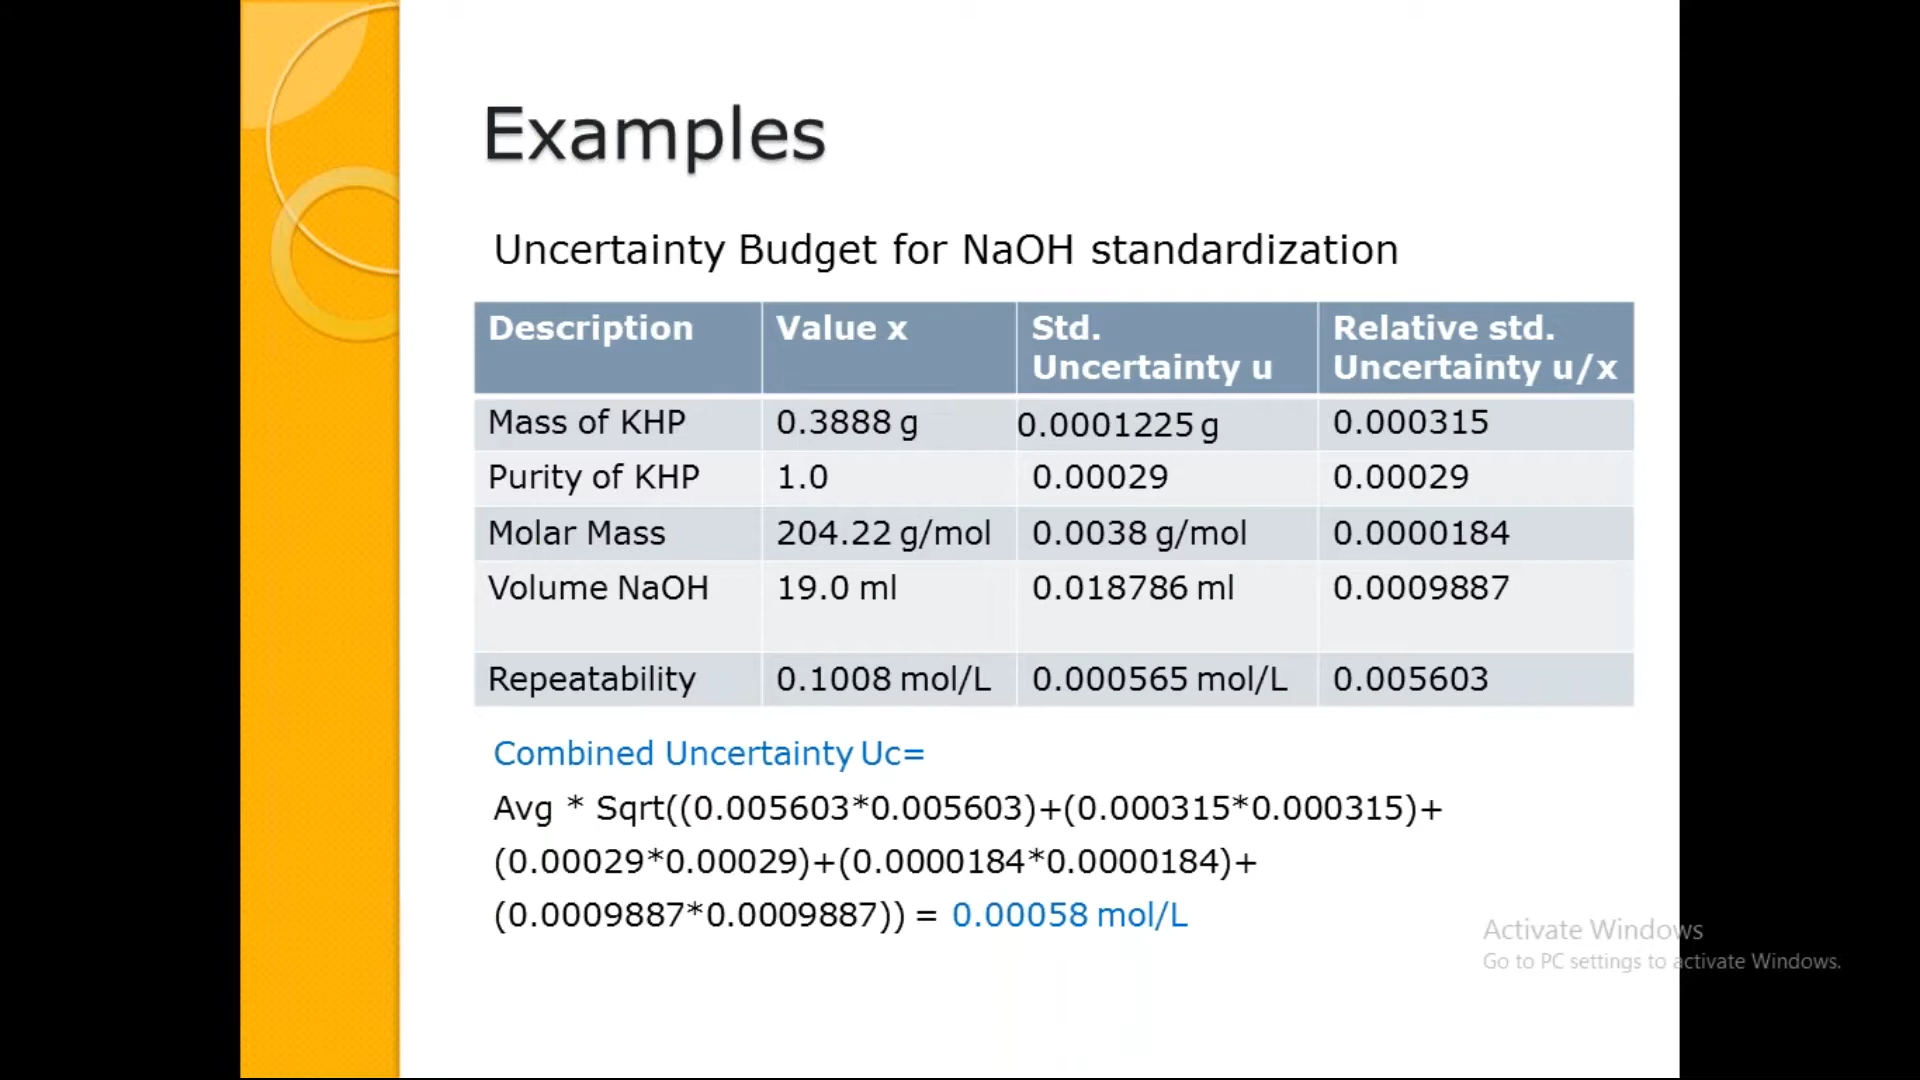 Examples
Uncertainty Budget for NaOH standardization
Description Value x Std. Uncertainty u Relative std. Uncertainty u/x
Mass of KHP 0.3888 g 0.0001225 g 0.000315
Purity of KHP 1.0 0.00029 0.00029
Molar Mass 204.22 g/mol 0.0038 g/mol 0.0000184
Volume NaOH 19.0 ml 0.018786 ml 0.0009887
Repeatability 0.1008 mol/L 0.000565 mol/L 0.005603
Combined Uncertainty Uc=
Avg * Sqrt((0.005603*0.005603)+(0.000315*0.000315)+
(0.00029*0.00029)+(0.0000184*0.0000184)+
(0.0009887*0.0009887)) = 0.00058 mol/L
Activate Windows
Go to PC settings to activate Windows.